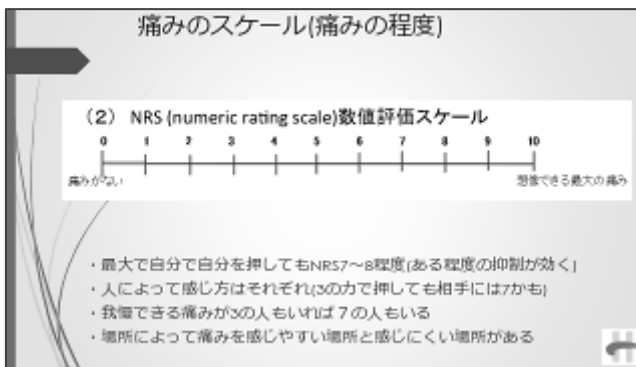 痛みのスケール(痛みの程度)
（2） NRS (numeric rating scale)数値評価スケール
0 1 2 3 4 5 6 7 8 9 10
痛みがない 想像できる最大の痛み
・最大で自分で自分を押してもNRS7～8程度(ある程度の抑制が効く)
・人によって感じ方はそれぞれ(3の力で押しても相手には7かも)
・我慢できる痛みが3の人もいれば７の人もいる
・場所によって痛みを感じやすい場所と感じにくい場所がある